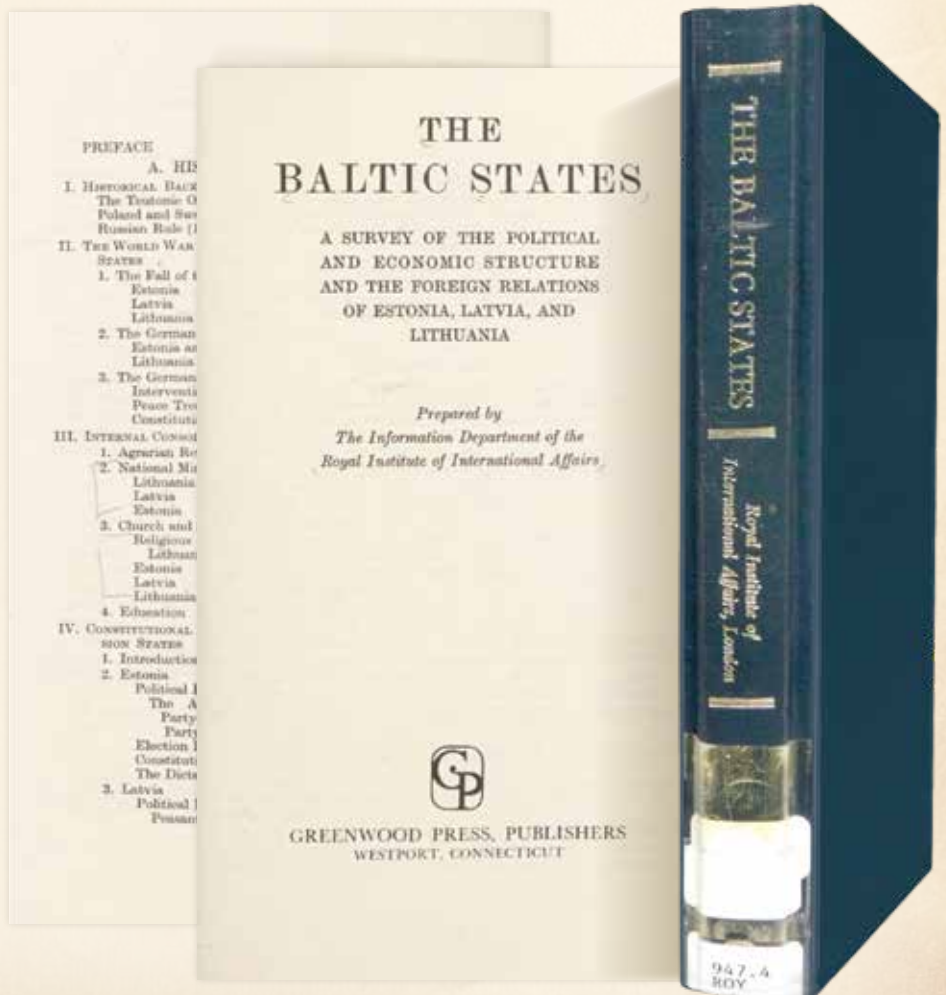 PREFACE
A. HIS
I. HISTORICAL BACK
The Teutonic O
Poland and Swe
Russian Rule (1
II. THE WORLD WAR
STATES .
1. The Fall of t
Estonia
Latvia
Lithuania
2. The German
Estonia an
Lithuania
3. The German
Interventi
Peace Trea
Constituti
III. INTERNAL CONSOL
1. Agrarian Re
2. National Min
Lithuania
Latvia
Estonia
3. Church and
Religious
Lithuan
Estonia
Latvia
Lithuania
4. Education
IV. CONSTITUTIONAL
SION STATES
1. Introduction
2. Estonia
Political P
The A
Party
Party
Election
Constituti
The Dicta
3. Latvia
Political
Peasan
THE
BALTIC STATES
A SURVEY OF THE POLITICAL
AND ECONOMIC STRUCTURE
AND THE FOREIGN RELATIONS
OF ESTONIA, LATVIA, AND
LITHUANIA
Prepared by
The Information Department of the
Royal Institute of International Affairs
GP
GREENWOOD PRESS, PUBLISHERS
WESTPORT, CONNECTICUT
THE BALTIC STATES
Royal Institute of
International Affairs, London
947.4
ROY